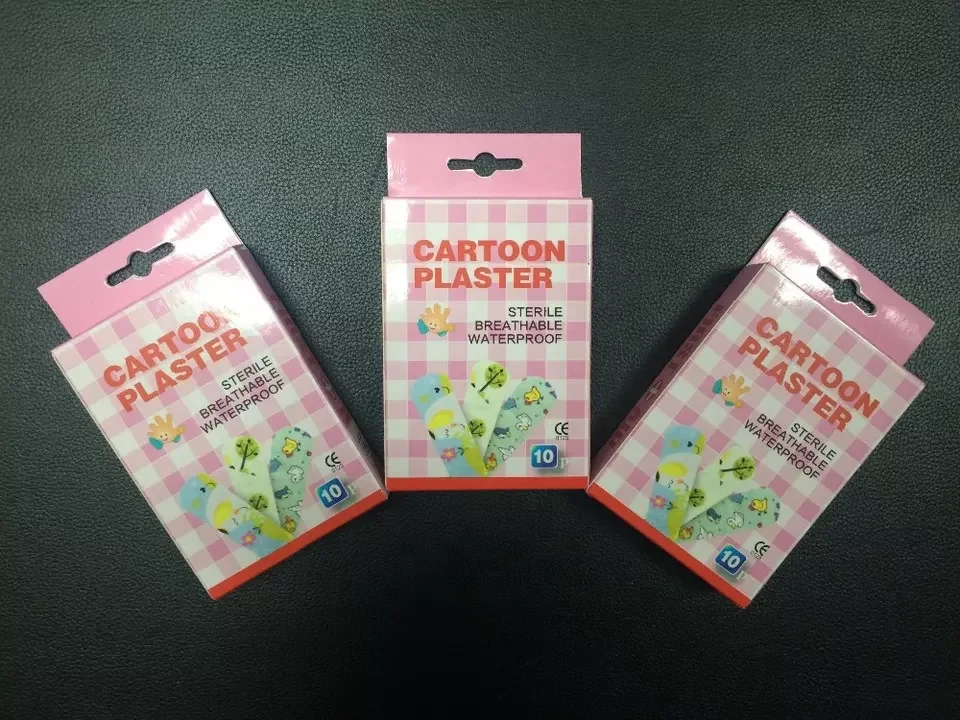 CARTOON
PLASTER
STERILE
BREATHABLE
WATERPROOF
CE
10
CARTOON
PLASTER
STERILE
BREATHABLE
WATERPROOF
CE
0123
10 P
CARTOON
PLASTER
STERILE
BREATHABLE
WATERPROOF
CE
10